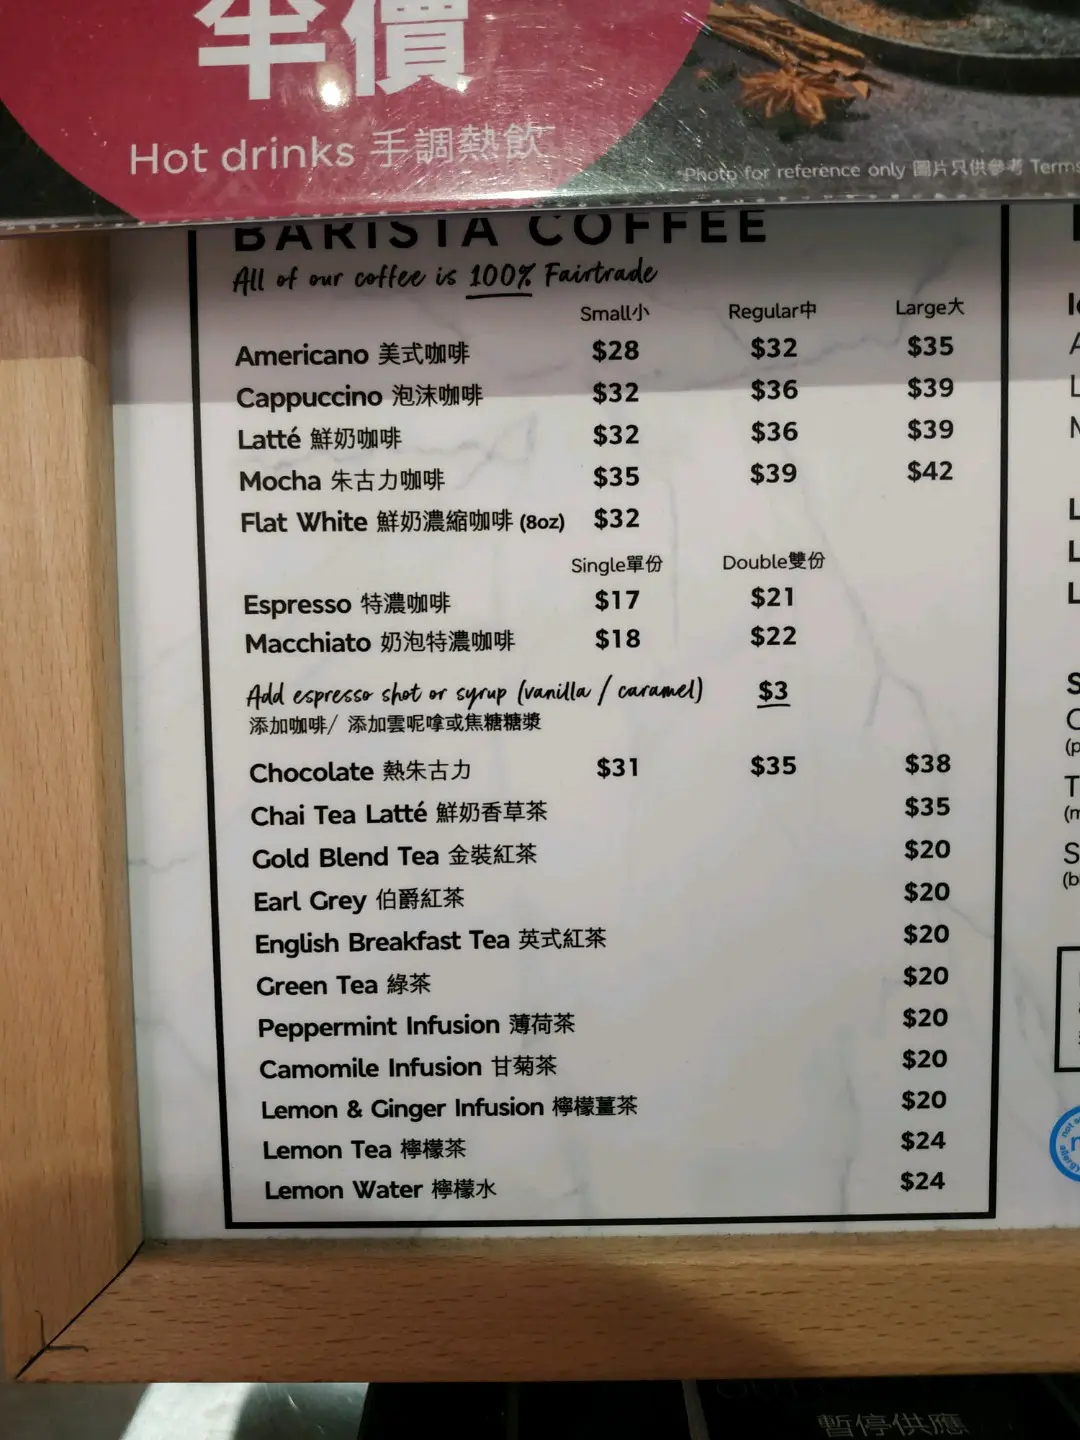 半價
Hot drinks 手調熱飲
*Photo for reference only 圖片只供參考 Terms
BARISTA COFFEE
All of our coffee is 100% Fairtrade
Small小 Regular中 Large大
Americano 美式咖啡 $28 $32 $35
Cappuccino 泡沫咖啡 $32 $36 $39
Latté 鮮奶咖啡 $32 $36 $39
Mocha 朱古力咖啡 $35 $39 $42
Flat White 鮮奶濃縮咖啡 (8oz) $32
Single單份 Double雙份
Espresso 特濃咖啡 $17 $21
Macchiato 奶泡特濃咖啡 $18 $22
Add espresso shot or syrup (vanilla / caramel) $3
添加咖啡/ 添加雲呢嗱或焦糖糖漿
Chocolate 熱朱古力 $31 $35 $38
Chai Tea Latté 鮮奶香草茶 $35
Gold Blend Tea 金裝紅茶 $20
Earl Grey 伯爵紅茶 $20
English Breakfast Tea 英式紅茶 $20
Green Tea 綠茶 $20
Peppermint Infusion 薄荷茶 $20
Camomile Infusion 甘菊茶 $20
Lemon & Ginger Infusion 檸檬薑茶 $20
Lemon Tea 檸檬茶 $24
Lemon Water 檸檬水 $24
暫停供應